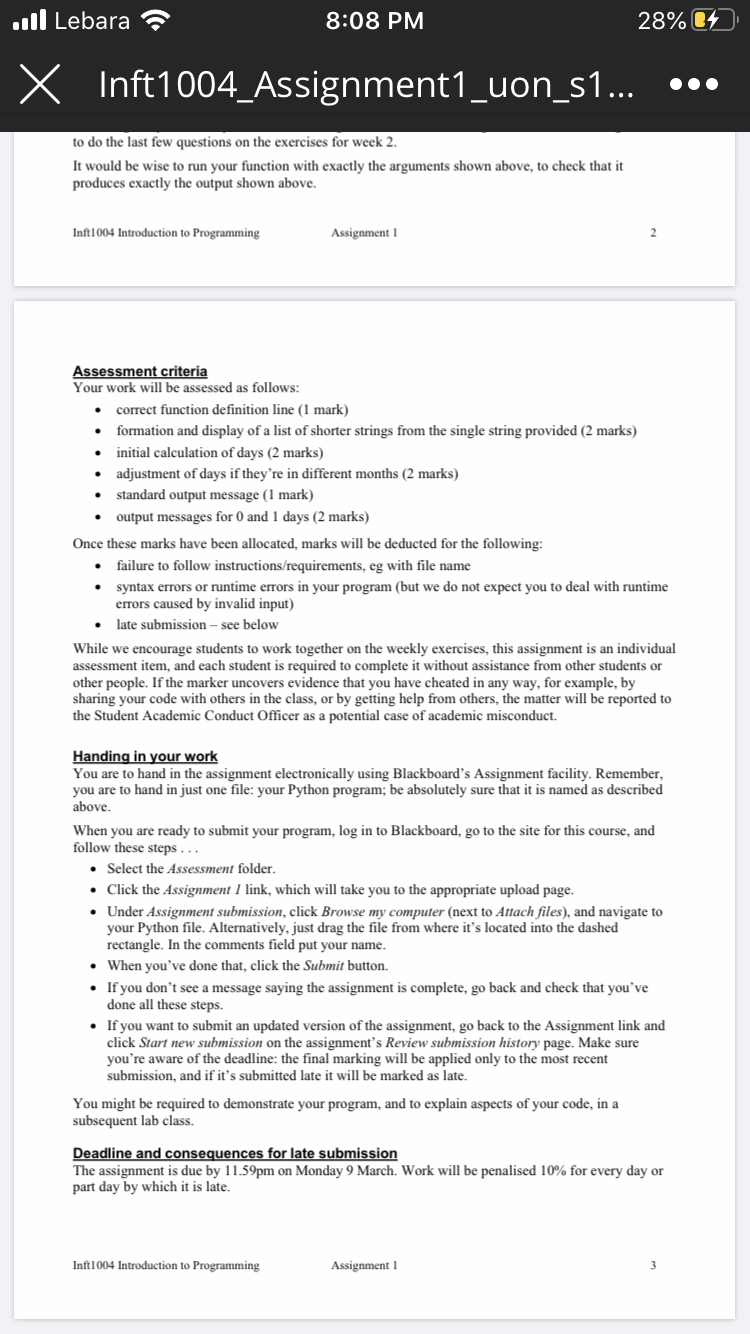 Lebara
8:08 PM
28%
Inft1004_Assignment1_uon_s1...
to do the last few questions on the exercises for week 2.
It would be wise to run your function with exactly the arguments shown above, to check that it
produces exactly the output shown above.
Inft1004 Introduction to Programming Assignment 1 2
Assessment criteria
Your work will be assessed as follows:
• correct function definition line (1 mark)
• formation and display of a list of shorter strings from the single string provided (2 marks)
• initial calculation of days (2 marks)
• adjustment of days if they're in different months (2 marks)
• standard output message (1 mark)
• output messages for 0 and 1 days (2 marks)
Once these marks have been allocated, marks will be deducted for the following:
• failure to follow instructions/requirements, eg with file name
• syntax errors or runtime errors in your program (but we do not expect you to deal with runtime
errors caused by invalid input)
• late submission – see below
While we encourage students to work together on the weekly exercises, this assignment is an individual
assessment item, and each student is required to complete it without assistance from other students or
other people. If the marker uncovers evidence that you have cheated in any way, for example, by
sharing your code with others in the class, or by getting help from others, the matter will be reported to
the Student Academic Conduct Officer as a potential case of academic misconduct.
Handing in your work
You are to hand in the assignment electronically using Blackboard's Assignment facility. Remember,
you are to hand in just one file: your Python program; be absolutely sure that it is named as described
above.
When you are ready to submit your program, log in to Blackboard, go to the site for this course, and
follow these steps . . .
• Select the Assessment folder.
• Click the Assignment 1 link, which will take you to the appropriate upload page.
• Under Assignment submission, click Browse my computer (next to Attach files), and navigate to
your Python file. Alternatively, just drag the file from where it's located into the dashed
rectangle. In the comments field put your name.
• When you've done that, click the Submit button.
• If you don't see a message saying the assignment is complete, go back and check that you've
done all these steps.
• If you want to submit an updated version of the assignment, go back to the Assignment link and
click Start new submission on the assignment's Review submission history page. Make sure
you're aware of the deadline: the final marking will be applied only to the most recent
submission, and if it's submitted late it will be marked as late.
You might be required to demonstrate your program, and to explain aspects of your code, in a
subsequent lab class.
Deadline and consequences for late submission
The assignment is due by 11.59pm on Monday 9 March. Work will be penalised 10% for every day or
part day by which it is late.
Inft1004 Introduction to Programming Assignment 1 3